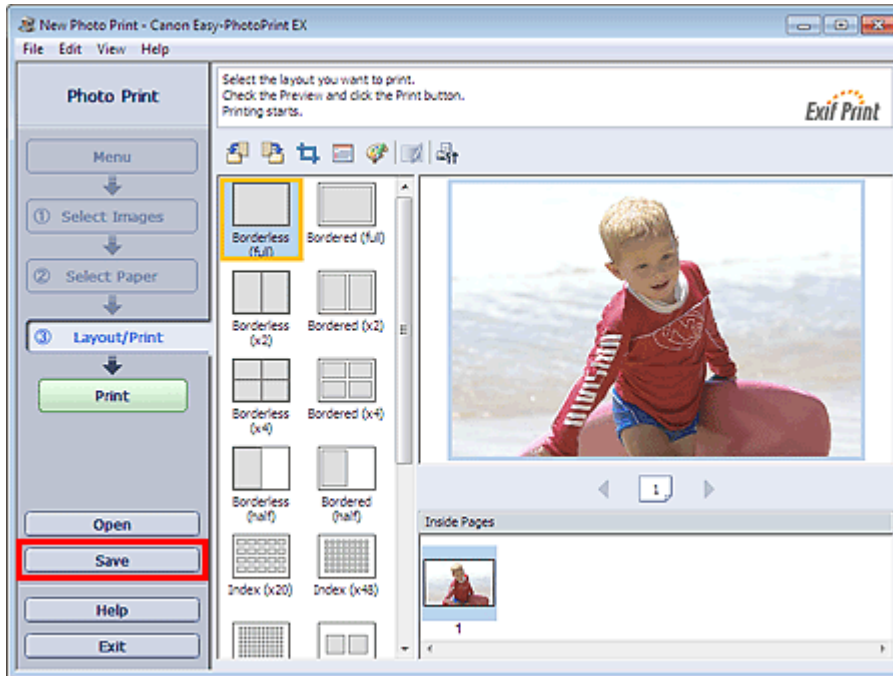 New Photo Print - Canon Easy-PhotoPrint EX
File Edit View Help
Photo Print
Select the layout you want to print.
Check the Preview and click the Print button.
Printing starts.
Exif Print
Menu
① Select Images
② Select Paper
③ Layout/Print
Print
Open
Save
Help
Exit
Borderless (full)
Bordered (full)
Borderless (x2)
Bordered (x2)
Borderless (x4)
Bordered (x4)
Borderless (half)
Bordered (half)
Index (x20)
Index (x48)
1
Inside Pages
1